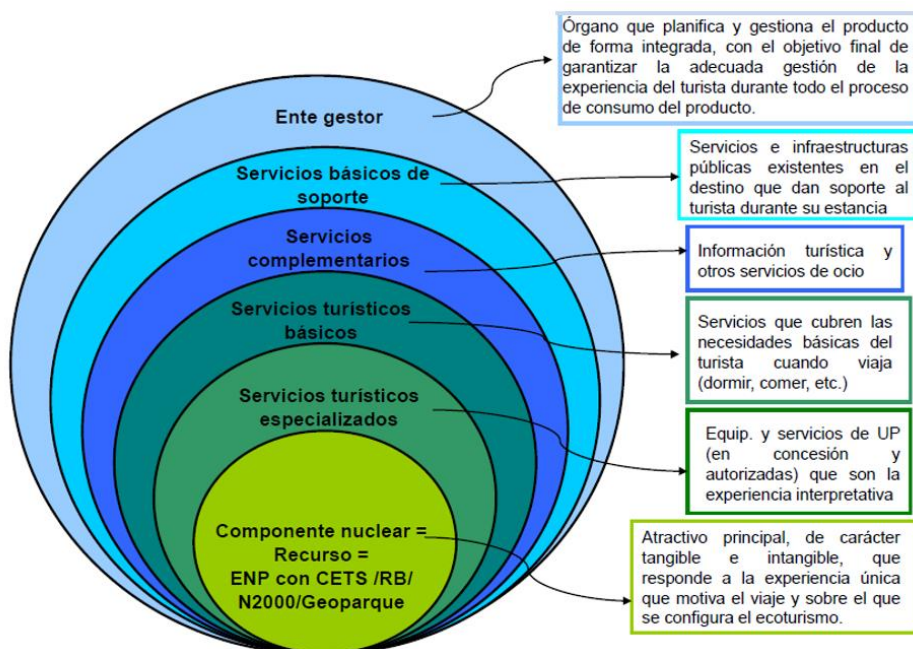 Órgano que planifica y gestiona el producto
de forma integrada, con el objetivo final de
garantizar la adecuada gestión de la
experiencia del turista durante todo el proceso
de consumo del producto.
Ente gestor
Servicios básicos de
soporte
Servicios e infraestructuras
públicas existentes en el
destino que dan soporte al
turista durante su estancia
Servicios
complementarios
Información turística y
otros servicios de ocio
Servicios turísticos
básicos
Servicios que cubren las
necesidades básicas del
turista cuando viaja
(dormir, comer, etc.)
Servicios turísticos
especializados
Equip. y servicios de UP
(en concesión y
autorizadas) que son la
experiencia interpretativa
Componente nuclear =
Recurso =
ENP con CETS /RB/
N2000/Geoparque
Atractivo principal, de carácter
tangible e intangible, que
responde a la experiencia única
que motiva el viaje y sobre el que
se configura el ecoturismo.